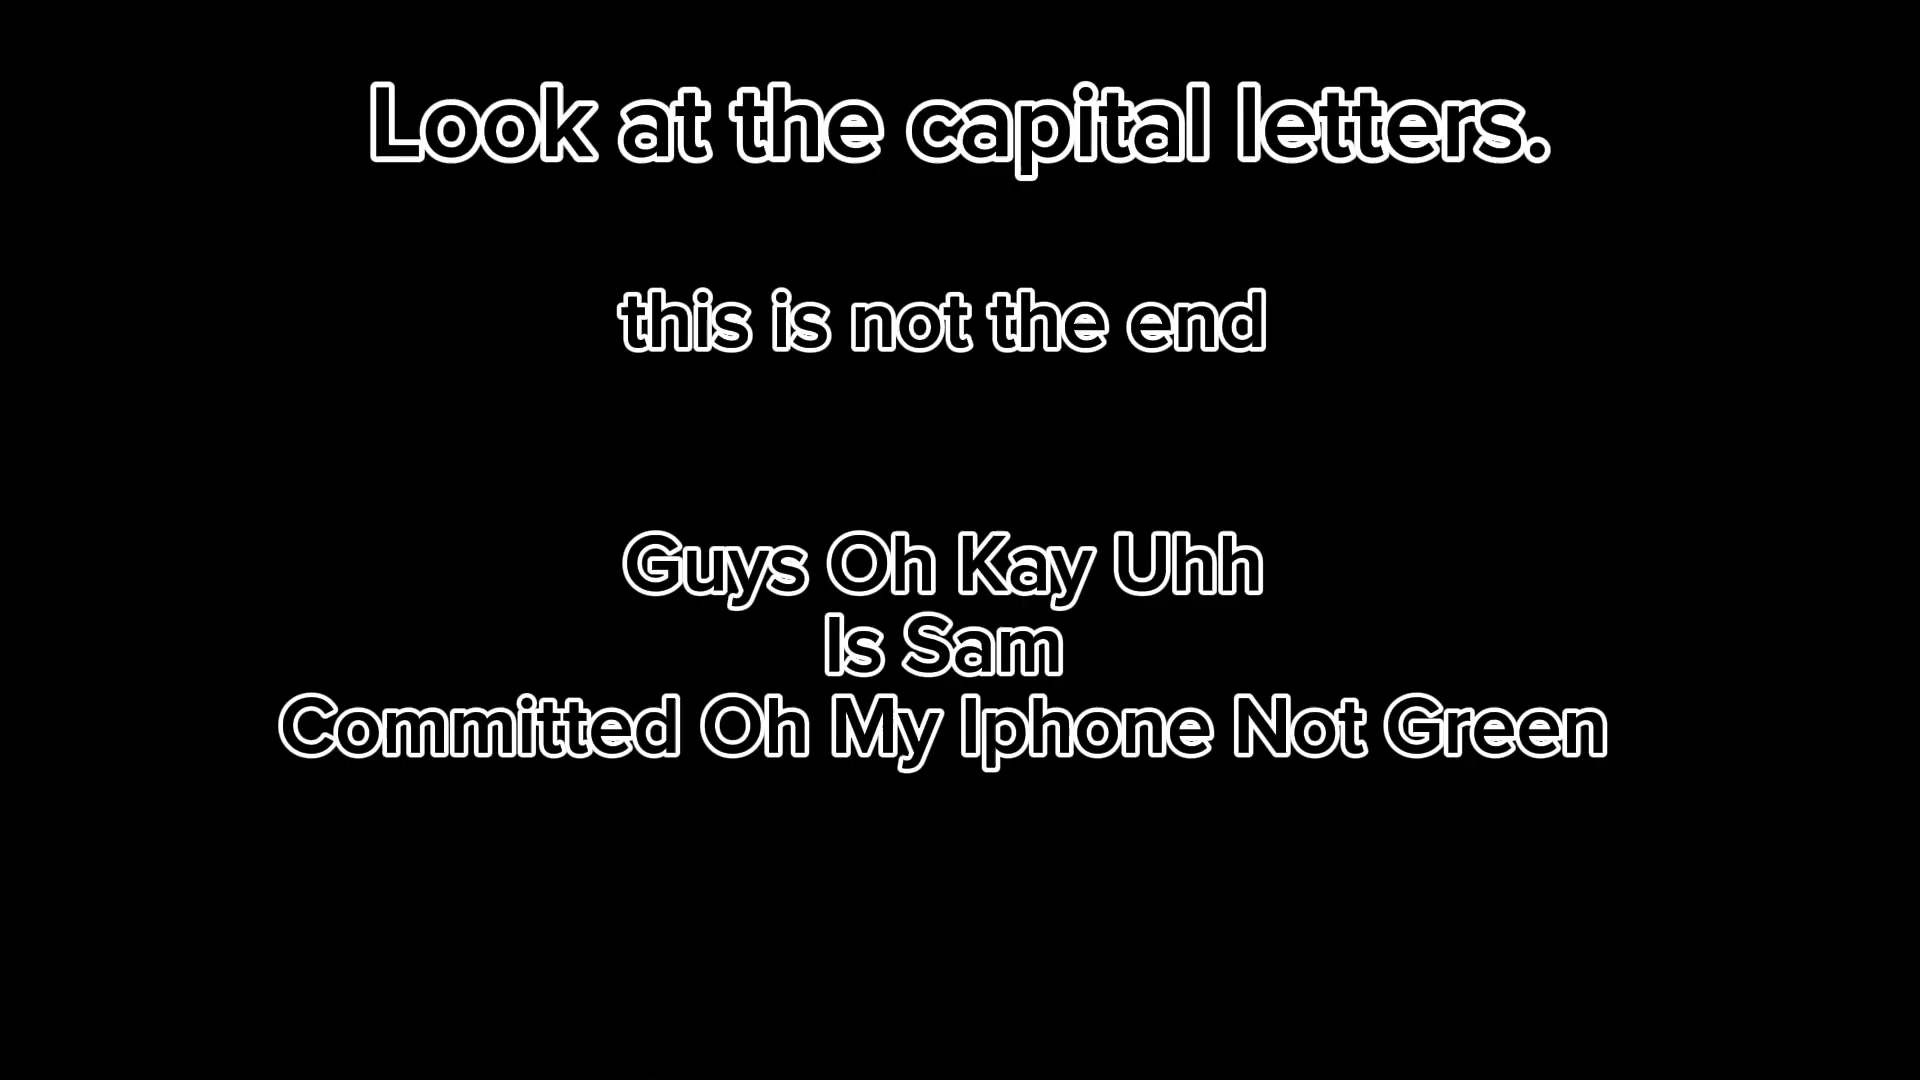 Look at the capital letters.
this is not the end
Guys Oh Kay Uhh
Is Sam
Committed Oh My Iphone Not Green